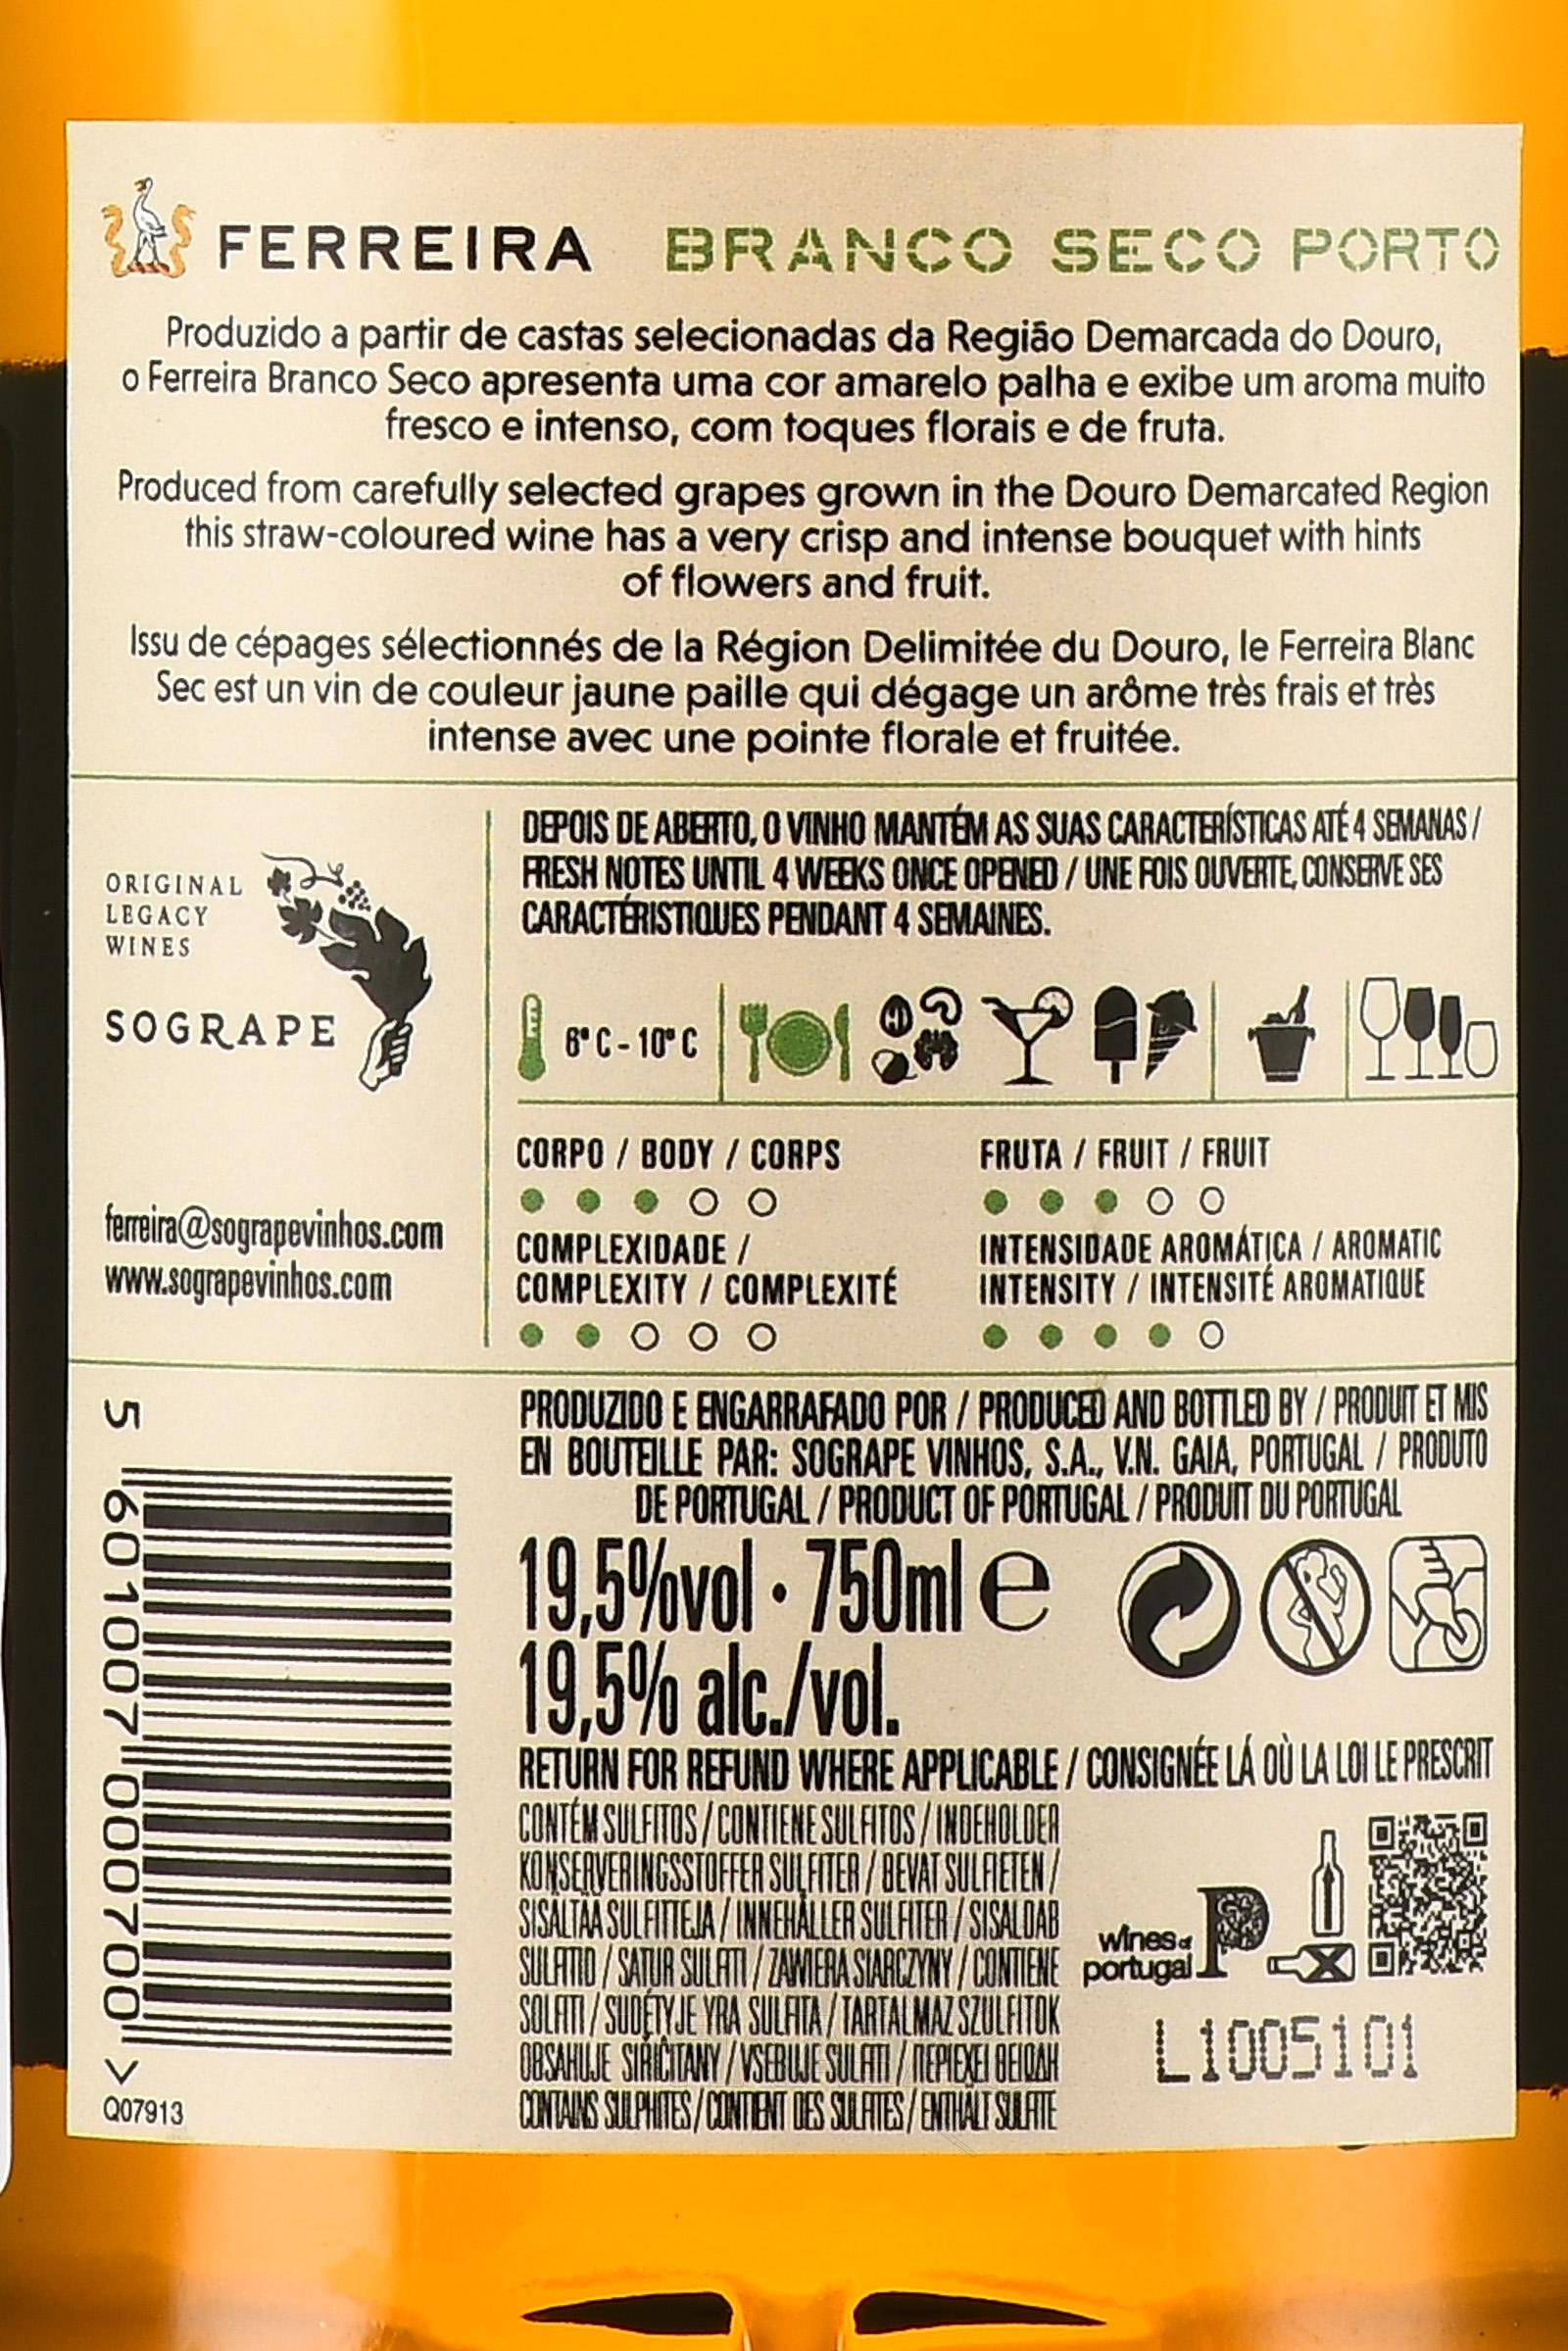 FERREIRA BRANCO SECO PORTO
Produzido a partir de castas selecionadas da Região Demarcada do Douro,
o Ferreira Branco Seco apresenta uma cor amarelo palha e exibe um aroma muito
fresco e intenso, com toques florais e de fruta.
Produced from carefully selected grapes grown in the Douro Demarcated Region
this straw-coloured wine has a very crisp and intense bouquet with hints
of flowers and fruit.
Issu de cépages sélectionnés de la Région Delimitée du Douro, le Ferreira Blanc
Sec est un vin de couleur jaune paille qui dégage un arôme très frais et très
intense avec une pointe florale et fruitée.
ORIGINAL
LEGACY
WINES
SOGRAPE
ferreira@sograpevinhos.com
www.sograpevinhos.com
DEPOIS DE ABERTO, O VINHO MANTÉM AS SUAS CARACTERÍSTICAS ATÉ 4 SEMANAS /
FRESH NOTES UNTIL 4 WEEKS ONCE OPENED / UNE FOIS OUVERTE, CONSERVE SES
CARACTÉRISTIQUES PENDANT 4 SEMAINES.
6° C - 10° C
CORPO / BODY / CORPS
FRUTA / FRUIT / FRUIT
COMPLEXIDADE /
COMPLEXITY / COMPLEXITÉ
INTENSIDADE AROMÁTICA / AROMATIC
INTENSITY / INTENSITÉ AROMATIQUE
PRODUZIDO E ENGARRAFADO POR / PRODUCED AND BOTTLED BY / PRODUIT ET MIS
EN BOUTEILLE PAR: SOGRAPE VINHOS, S.A., V.N. GAIA, PORTUGAL / PRODUTO
DE PORTUGAL / PRODUCT OF PORTUGAL / PRODUIT DU PORTUGAL
19,5%vol · 750ml e
19,5% alc./vol.
RETURN FOR REFUND WHERE APPLICABLE / CONSIGNÉE LÁ OÙ LA LOI LE PRESCRIT
CONTÉM SULFITOS / CONTIENE SULFITOS / INDEHOLDER
KONSERVERINGSSTOFFER SULFITER / BEVAT SULFIETEN /
SISÄLTÄÄ SULFITTEJA / INNEHÅLLER SULFITER / SISALDAB
SULFITID / SATUR SULFITI / ZAWIERA SIARCZYNY / CONTIENE
SOLFITI / SUDĖTYJE YRA SULFITA / TARTALMAZ SZULFITOK
OBSAHUJE SIŘIČITANY / VSEBUJE SULFITI / ΠΕΡΙΕΧΕΙ ΘΕΙΩΔΗ
CONTAINS SULPHITES / CONTIENT DES SULFITES / ENTHÄLT SULFITE
wines of
portugal
P
L1005101
5 601007 000700 >
Q07913